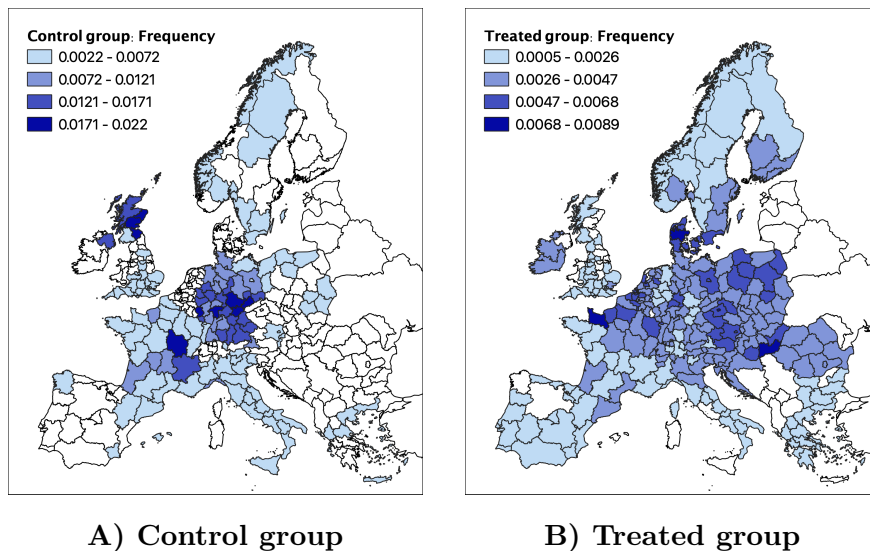 Control group: Frequency
0.0022 - 0.0072
0.0072 - 0.0121
0.0121 - 0.0171
0.0171 - 0.022
Treated group: Frequency
0.0005 - 0.0026
0.0026 - 0.0047
0.0047 - 0.0068
0.0068 - 0.0089
A) Control group
B) Treated group